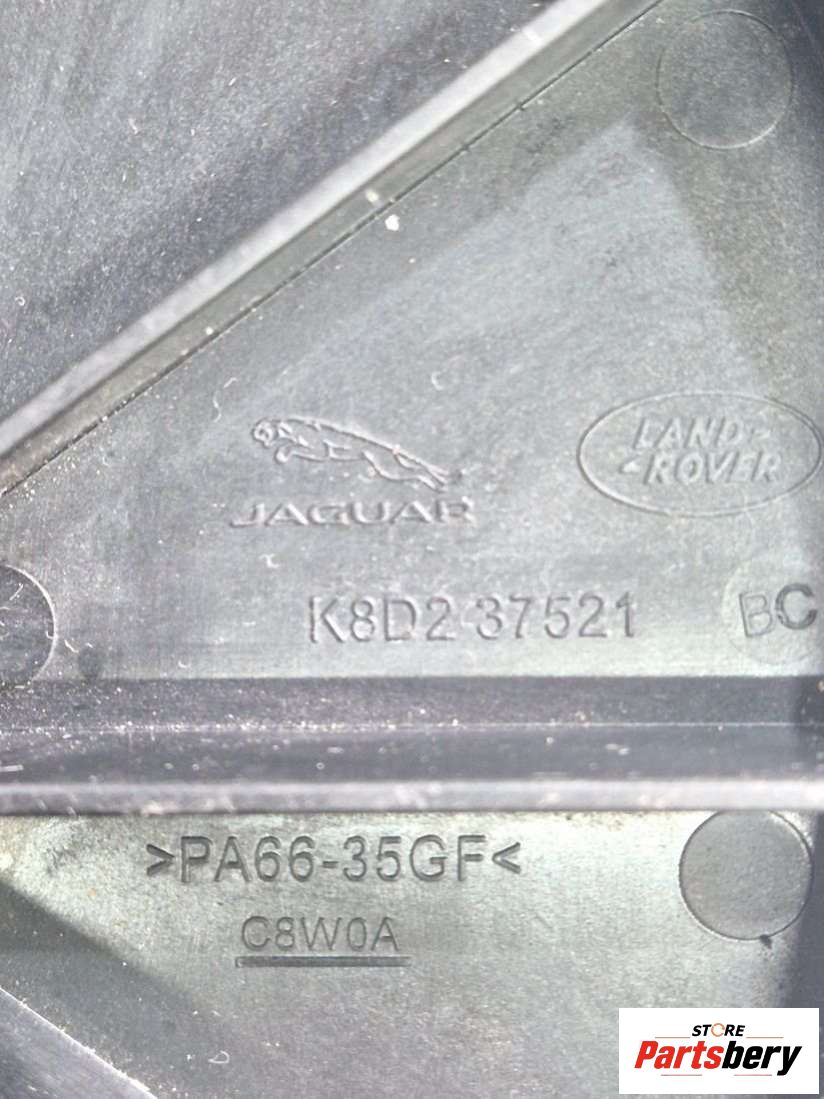 JAGUAR
LAND-
-ROVER
K8D2-37521
BC
>PA66-35GF<
C8W0A
STORE
Partsbery